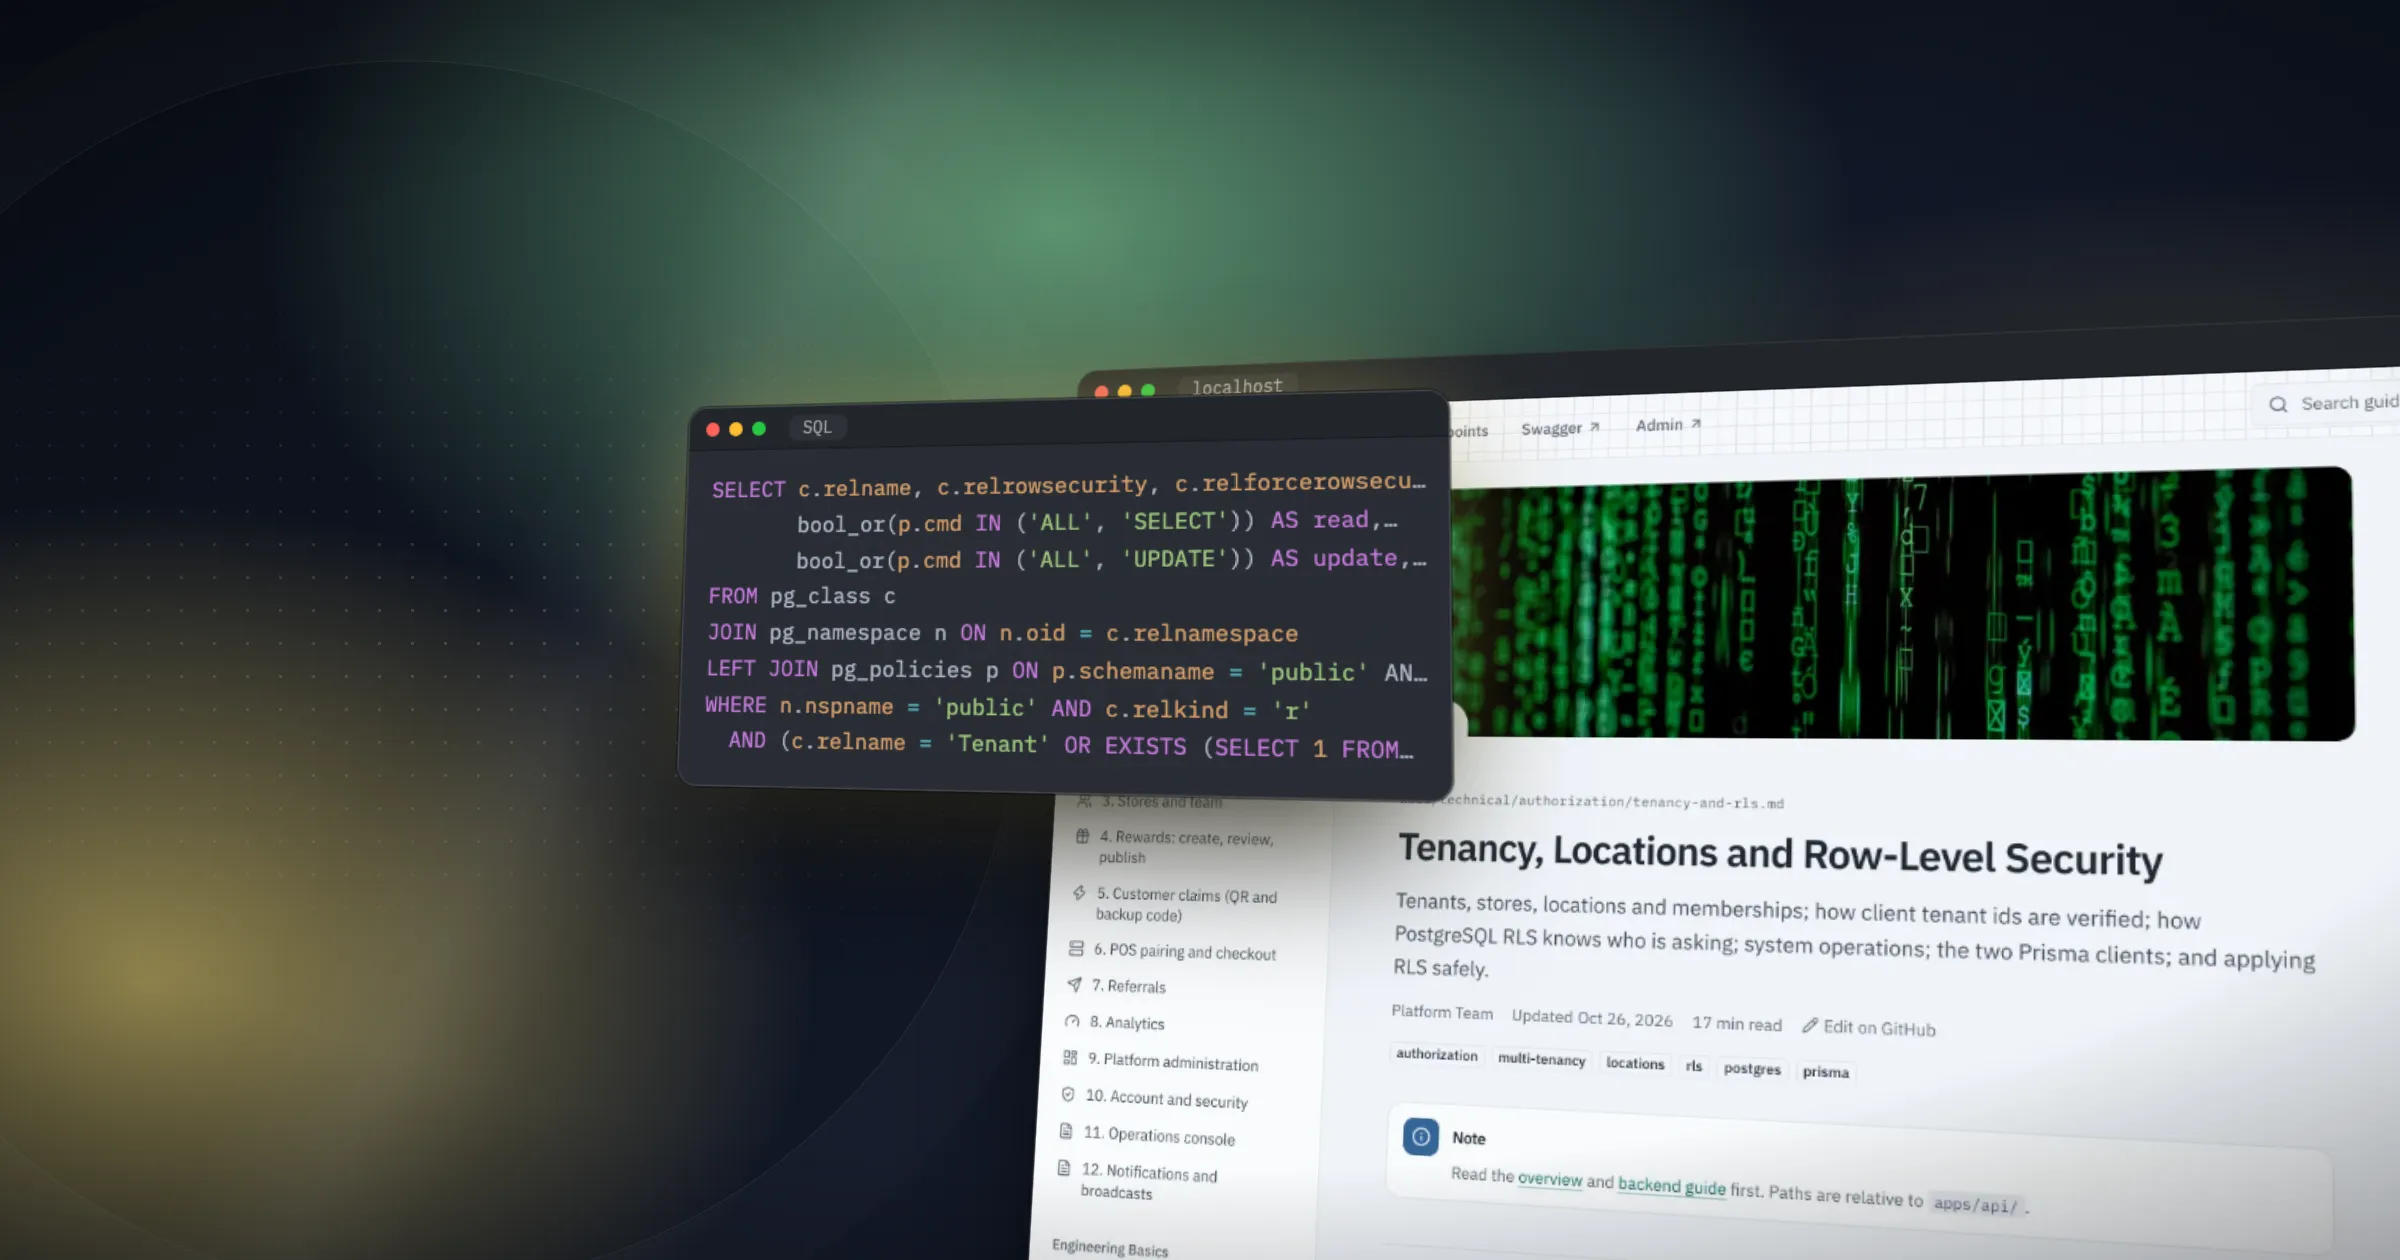 localhost
SQL
SELECT c.relname, c.relrowsecurity, c.relforcerowsecu…
bool_or(p.cmd IN ('ALL', 'SELECT')) AS read,…
bool_or(p.cmd IN ('ALL', 'UPDATE')) AS update,…
FROM pg_class c
JOIN pg_namespace n ON n.oid = c.relnamespace
LEFT JOIN pg_policies p ON p.schemaname = 'public' AN…
WHERE n.nspname = 'public' AND c.relkind = 'r'
AND (c.relname = 'Tenant' OR EXISTS (SELECT 1 FROM…
Swagger ↗
Admin ↗
Search guid
3. Stores and team
4. Rewards: create, review,
publish
5. Customer claims (QR and
backup code)
6. POS pairing and checkout
7. Referrals
8. Analytics
9. Platform administration
10. Account and security
11. Operations console
12. Notifications and
broadcasts
Engineering Basics
technical/authorization/tenancy-and-rls.md
Tenancy, Locations and Row-Level Security
Tenants, stores, locations and memberships; how client tenant ids are verified; how
PostgreSQL RLS knows who is asking; system operations; the two Prisma clients; and applying
RLS safely.
Platform Team Updated Oct 26, 2026 17 min read Edit on GitHub
authorization multi-tenancy locations rls postgres prisma
Note
Read the overview and backend guide first. Paths are relative to apps/api/ .